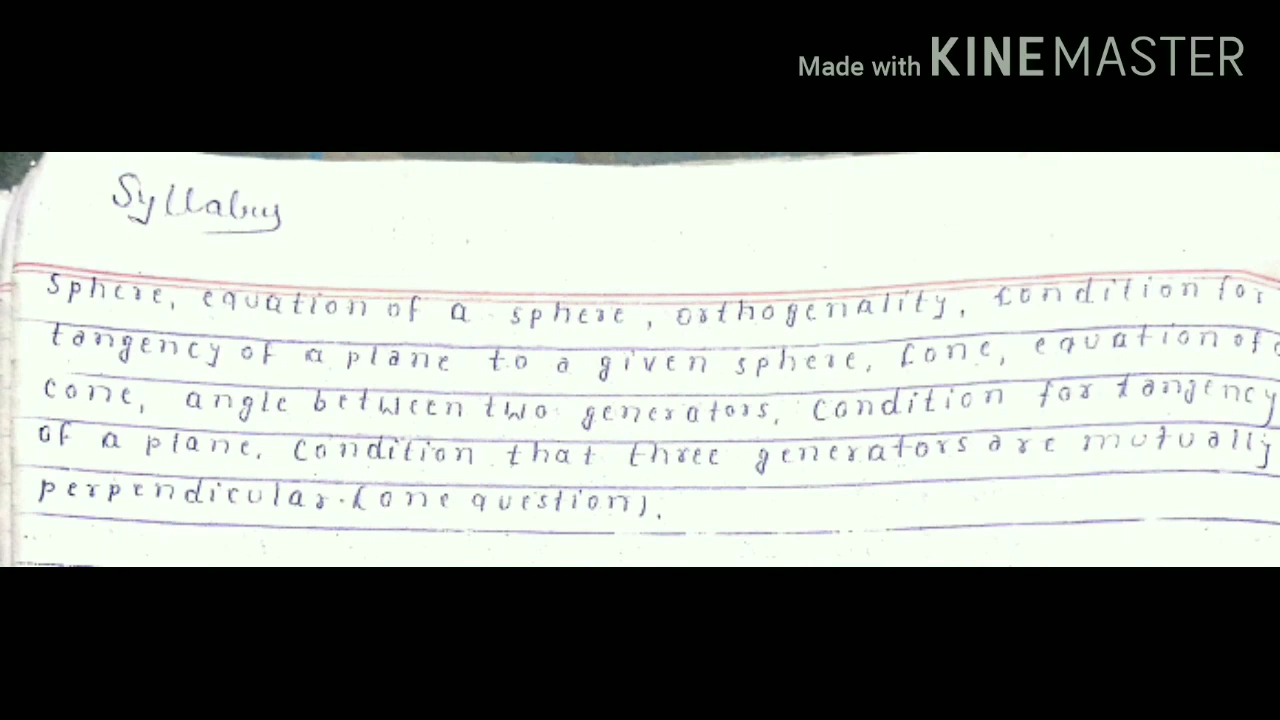 Made with KINEMASTER
Syllabus
Sphere, equation of a sphere, orthogenality, condition for
tangency of a plane to a given sphere, Cone, equation of a
cone, angle between two generators, condition for tangency
of a plane. Condition that three generators are mutually
perpendicular. (one question).